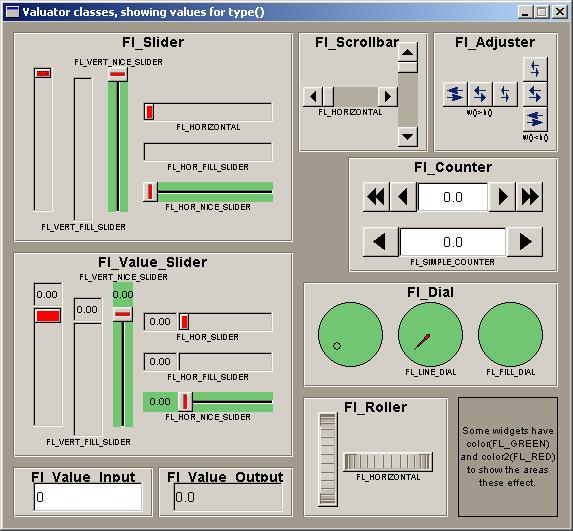 Valuator classes, showing values for type()
Fl_Slider
FL_VERT_NICE_SLIDER
FL_HORIZONTAL
FL_HOR_FILL_SLIDER
FL_HOR_NICE_SLIDER
FL_VERT_FILL_SLIDER
Fl_Scrollbar
FL_HORIZONTAL
Fl_Adjuster
w()>h()
w()<h()
Fl_Counter
0.0
0.0
FL_SIMPLE_COUNTER
Fl_Value_Slider
FL_VERT_NICE_SLIDER
0.00
0.00
0.00
0.00
FL_HORIZONTAL
0.00
FL_HOR_FILL_SLIDER
0.00
FL_HOR_NICE_SLIDER
FL_VERT_FILL_SLIDER
Fl_Dial
FL_LINE_DIAL
FL_FILL_DIAL
Fl_Roller
FL_HORIZONTAL
Some widgets have
color(FL_GREEN)
and color2(FL_RED)
to show the areas
these effect.
Fl_Value_Input
0
Fl_Value_Output
0.0